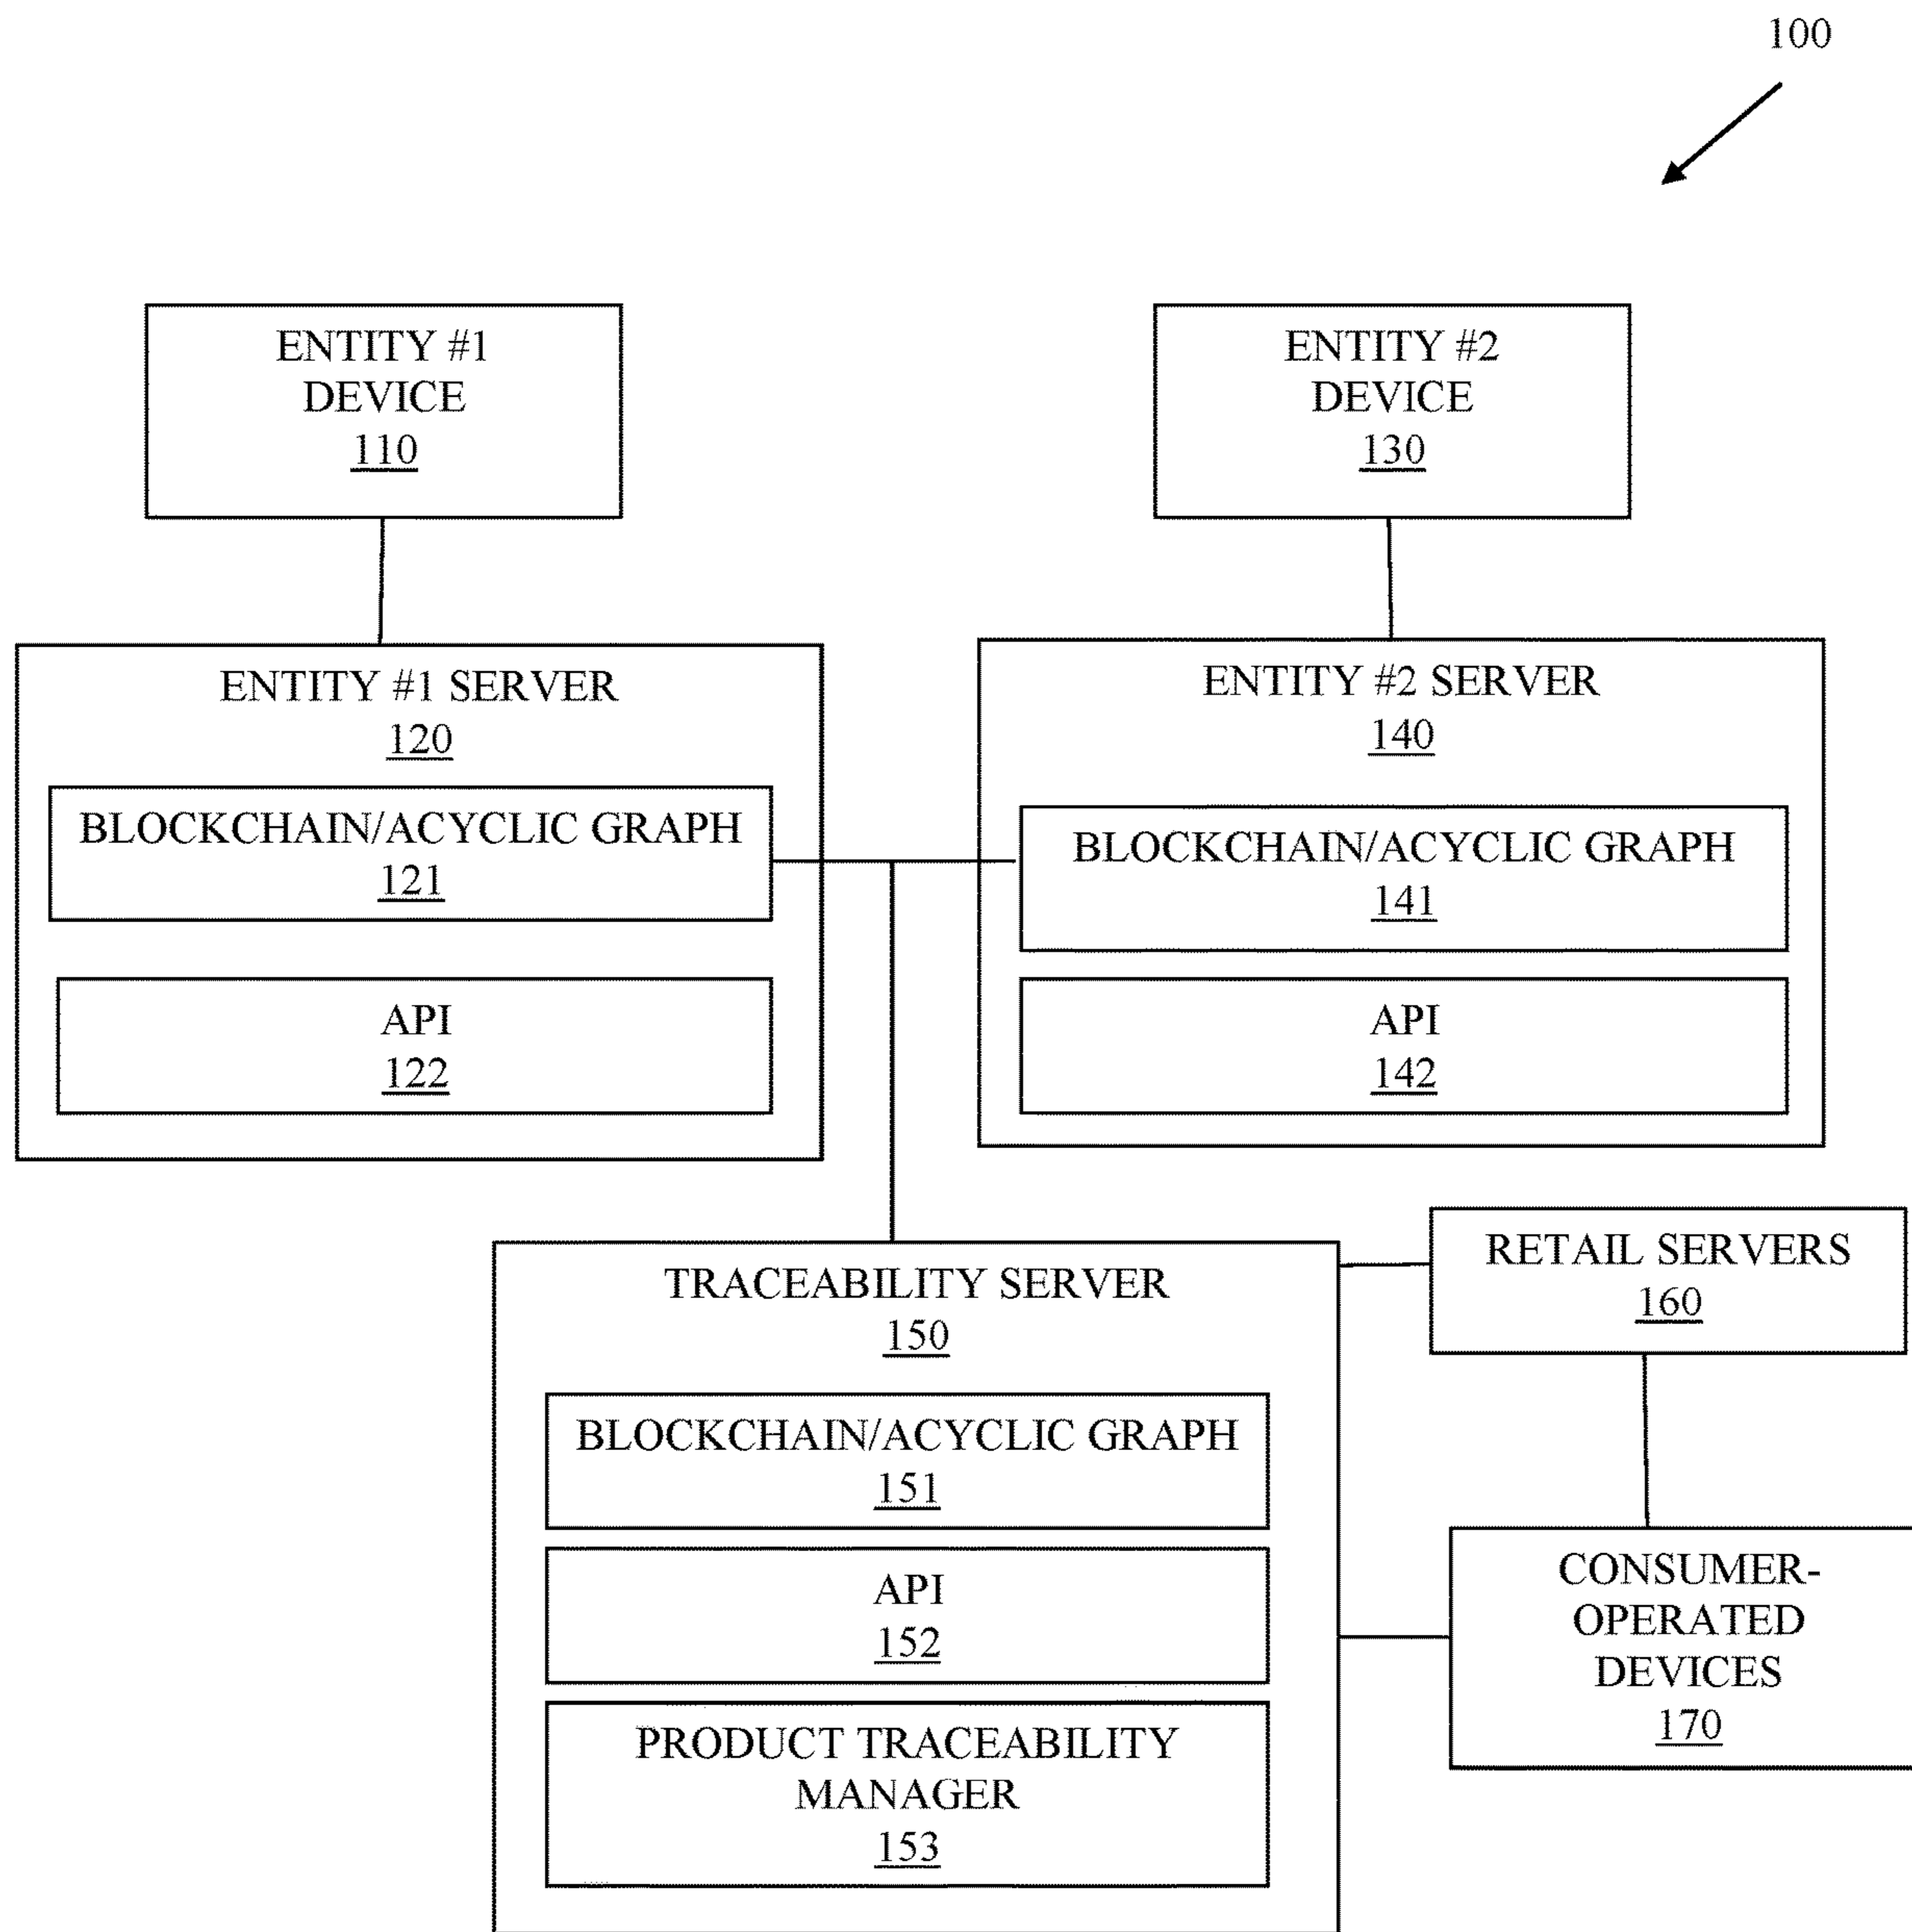 100
ENTITY #1
DEVICE
110
ENTITY #2
DEVICE
130
ENTITY #1 SERVER
120
BLOCKCHAIN/ACYCLIC GRAPH
121
API
122
ENTITY #2 SERVER
140
BLOCKCHAIN/ACYCLIC GRAPH
141
API
142
TRACEABILITY SERVER
150
BLOCKCHAIN/ACYCLIC GRAPH
151
API
152
PRODUCT TRACEABILITY
MANAGER
153
RETAIL SERVERS
160
CONSUMER-
OPERATED
DEVICES
170